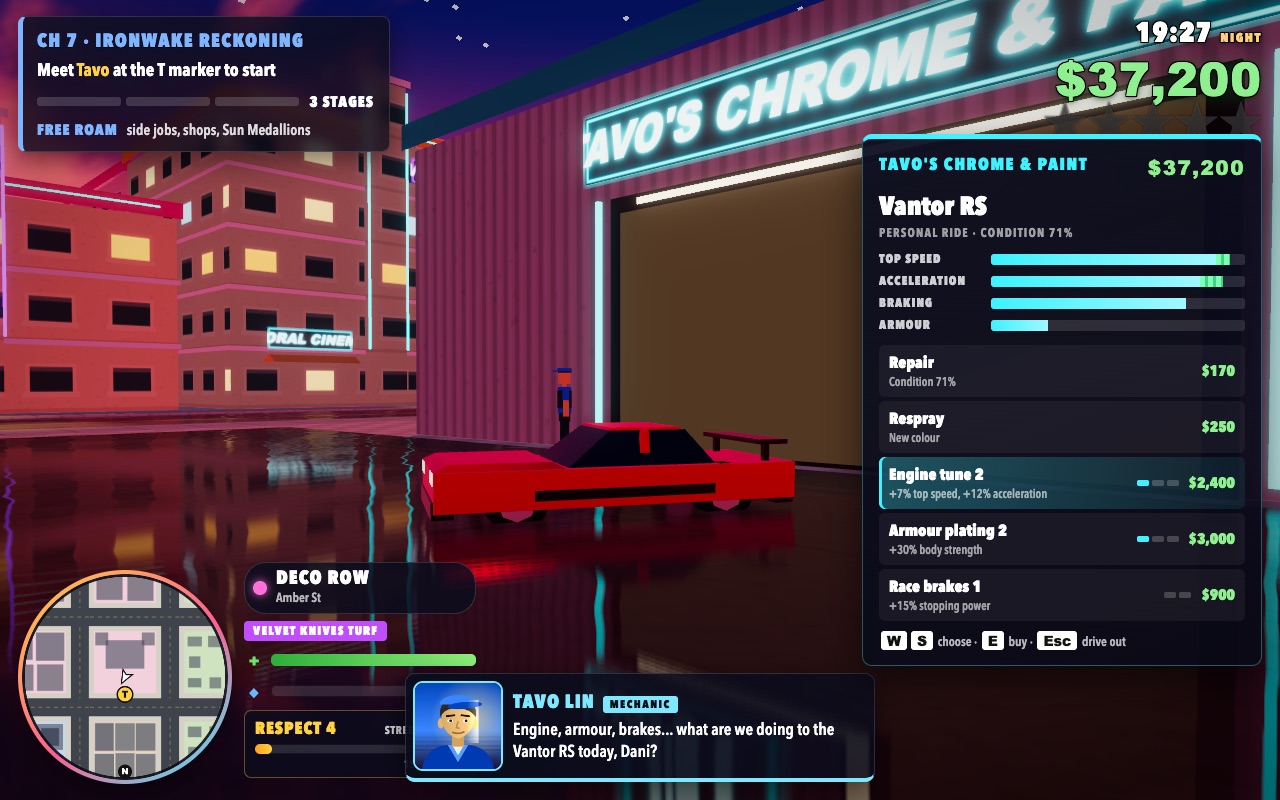 CH 7 · IRONWAKE RECKONING
Meet Tavo at the T marker to start
3 STAGES
FREE ROAM side jobs, shops, Sun Medallions
TAVO'S CHROME & PA
19:27 NIGHT
$37,200
TAVO'S CHROME & PAINT $37,200
Vantor RS
PERSONAL RIDE · CONDITION 71%
TOP SPEED
ACCELERATION
BRAKING
ARMOUR
Repair
Condition 71%
$170
Respray
New colour
$250
Engine tune 2
+7% top speed, +12% acceleration
$2,400
Armour plating 2
+30% body strength
$3,000
Race brakes 1
+15% stopping power
$900
W S choose · E buy · Esc drive out
ORAL CINEM
DECO ROW
Amber St
VELVET KNIVES TURF
RESPECT 4 STRE
T
N
TAVO LIN MECHANIC
Engine, armour, brakes... what are we doing to the
Vantor RS today, Dani?